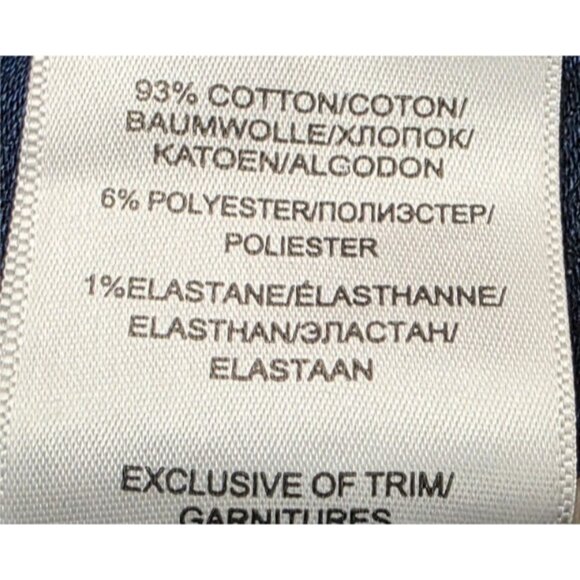 93% COTTON/COTON/
BAUMWOLLE/ХЛОПОК/
KATOEN/ALGODON
6% POLYESTER/ПОЛИЭСТЕР/
POLIESTER
1%ELASTANE/ÉLASTHANNE/
ELASTHAN/ЭЛАСТАН/
ELASTAAN
EXCLUSIVE OF TRIM/
GARNITURES